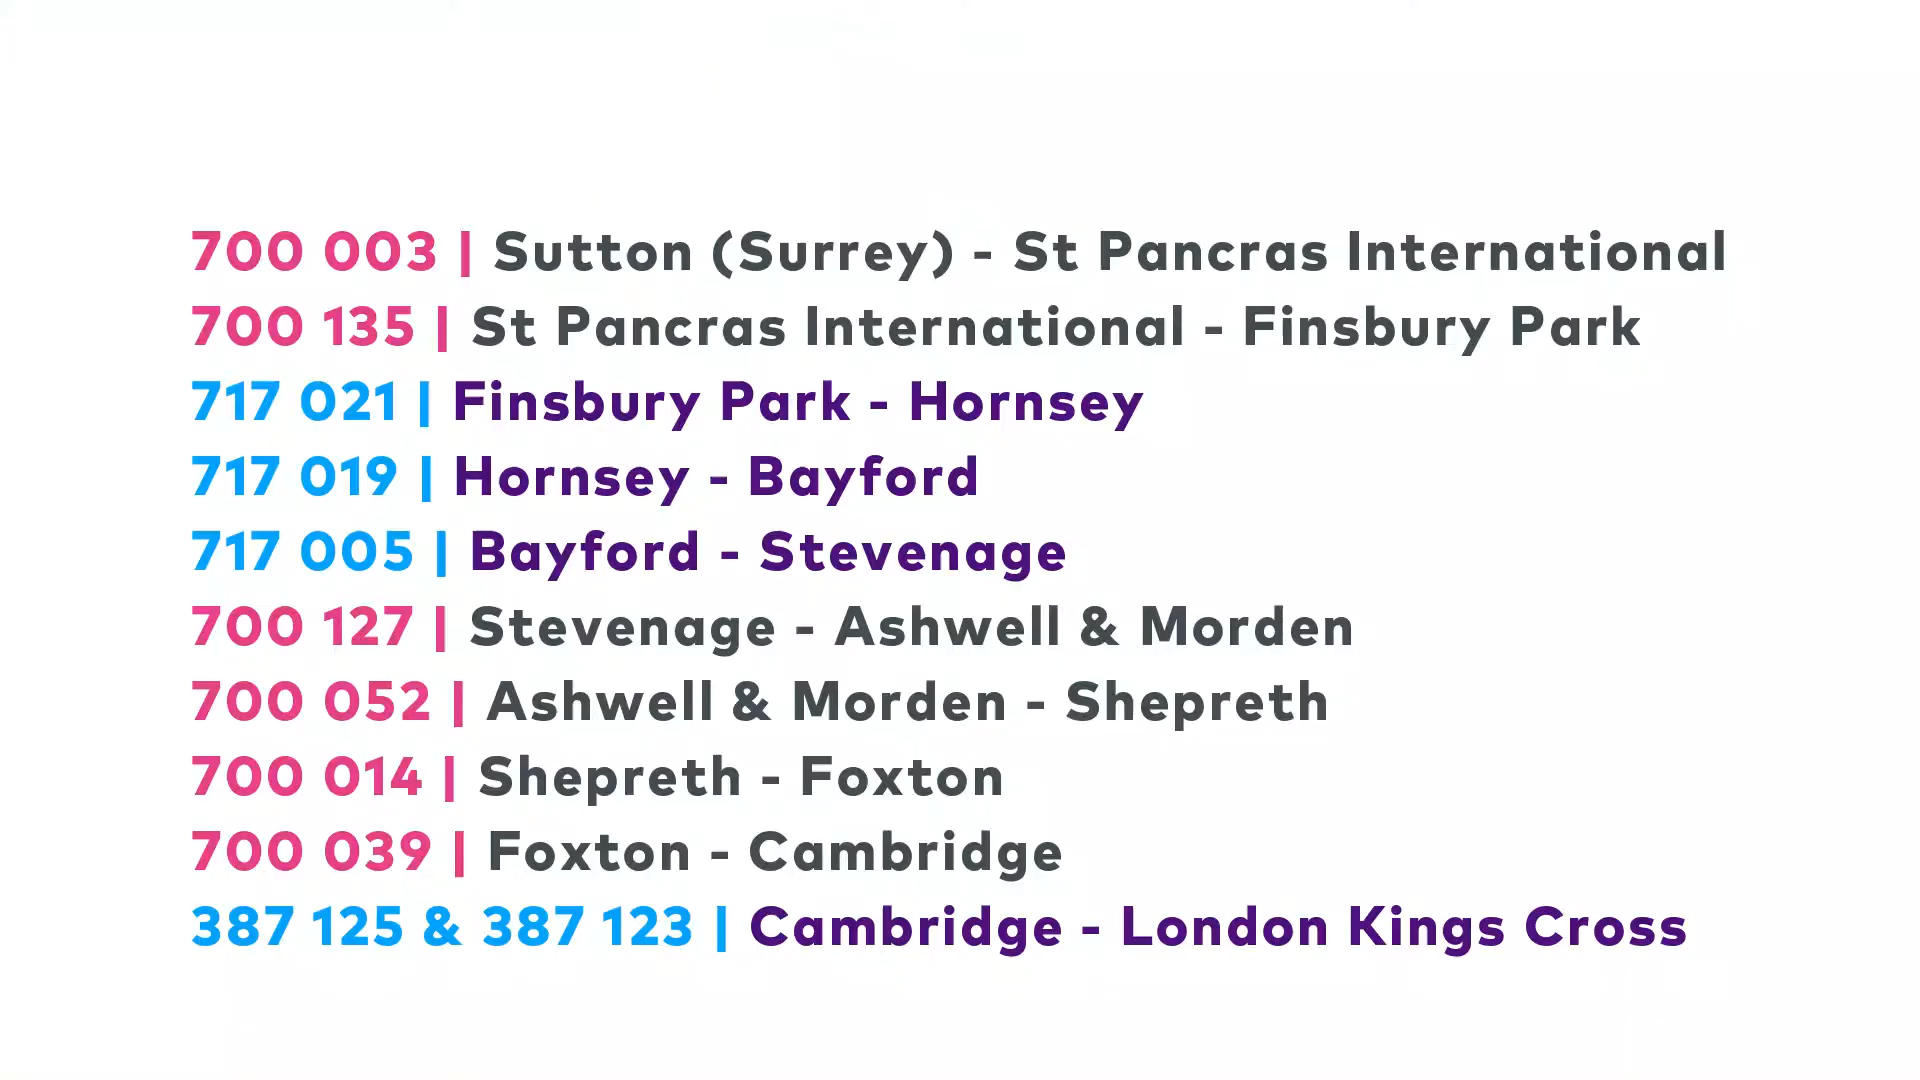 700 003 | Sutton (Surrey) - St Pancras International
700 135 | St Pancras International - Finsbury Park
717 021 | Finsbury Park - Hornsey
717 019 | Hornsey - Bayford
717 005 | Bayford - Stevenage
700 127 | Stevenage - Ashwell & Morden
700 052 | Ashwell & Morden - Shepreth
700 014 | Shepreth - Foxton
700 039 | Foxton - Cambridge
387 125 & 387 123 | Cambridge - London Kings Cross